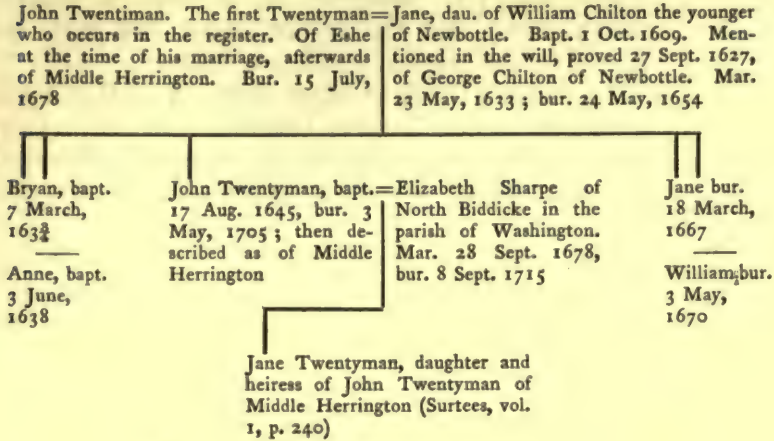 John Twentiman. The first Twentyman=Jane, dau. of William Chilton the younger
who occurs in the register. Of Eshe of Newbottle. Bapt. 1 Oct. 1609. Men-
at the time of his marriage, afterwards tioned in the will, proved 27 Sept. 1627,
of Middle Herrington. Bur. 15 July, of George Chilton of Newbottle. Mar.
1678 23 May, 1633 ; bur. 24 May, 1654
Bryan, bapt.
7 March,
Anne, bapt.
3 June,
1638
John Twentyman, bapt.=Elizabeth Sharpe of
17 Aug. 1645, bur. 3 North Biddicke in the
May, 1705 ; then de- parish of Washington.
scribed as of Middle Mar. 28 Sept. 1678,
Herrington bur. 8 Sept. 1715
Jane bur.
18 March,
1667
William, bur.
3 May,
1670
Jane Twentyman, daughter and
heiress of John Twentyman of
Middle Herrington (Surtees, vol.
1, p. 240)